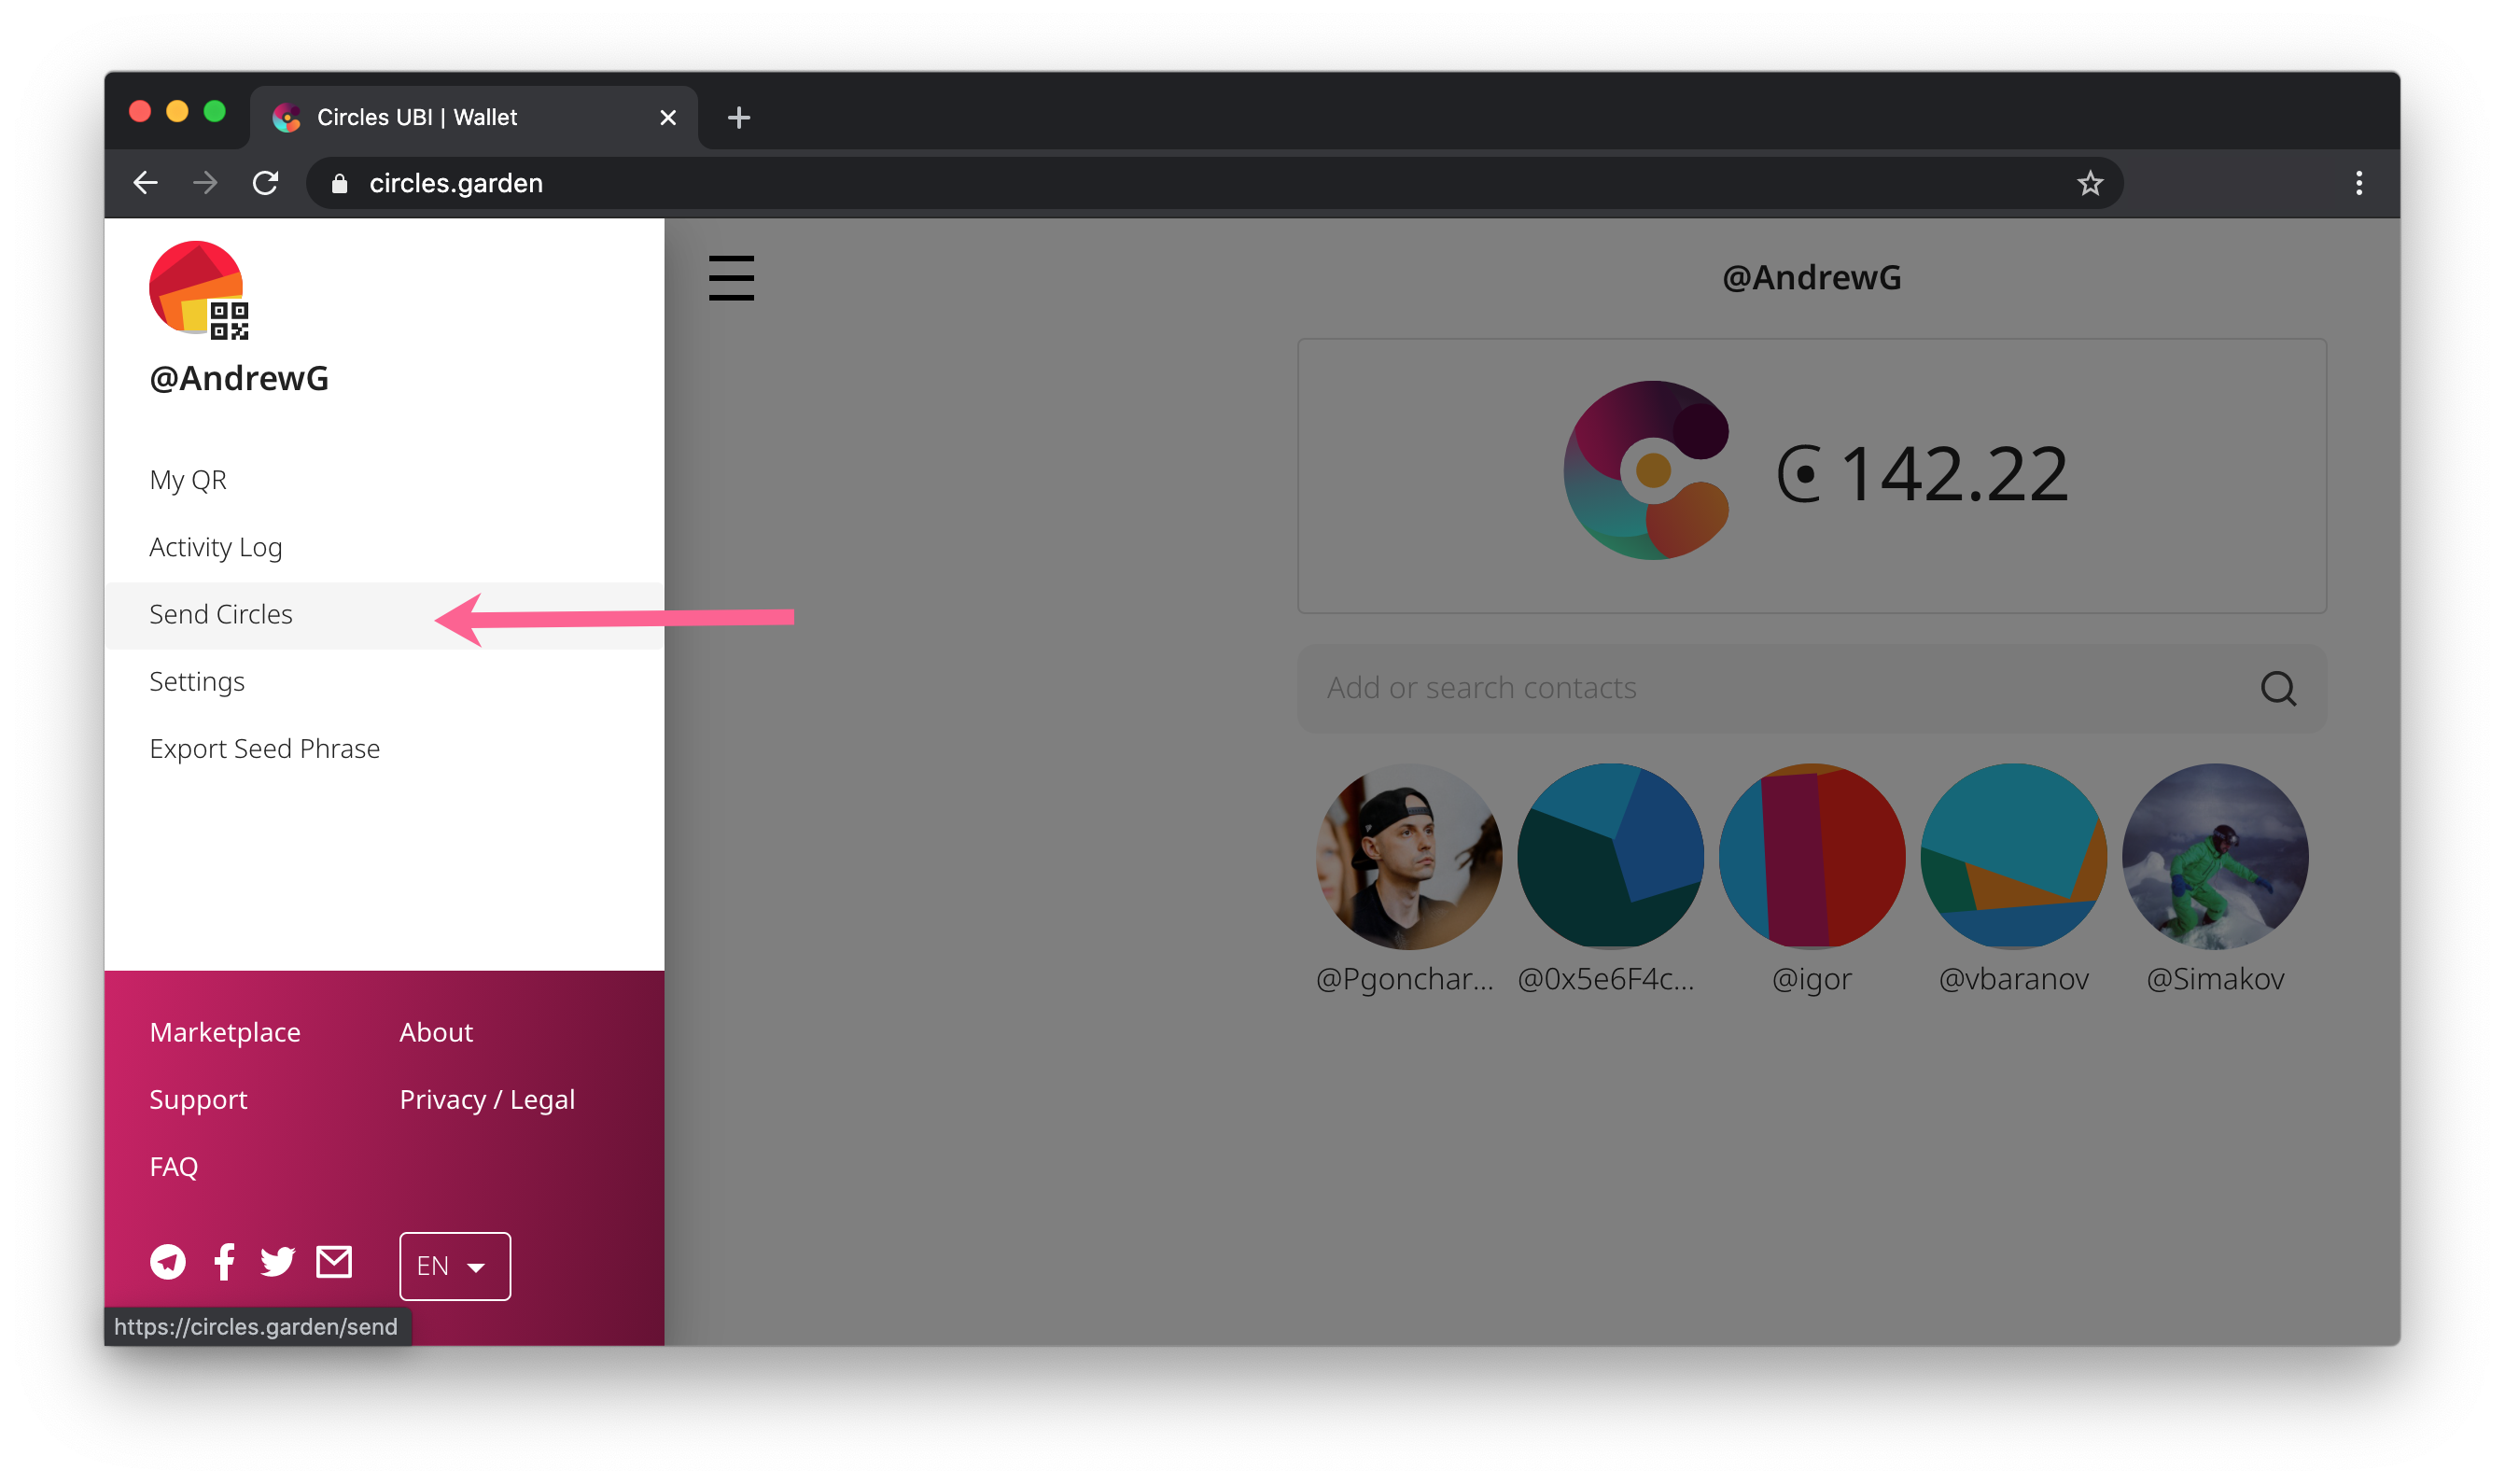 Circles UBI | Wallet
circles.garden
@AndrewG
My QR
Activity Log
Send Circles
Settings
Export Seed Phrase
Marketplace
About
Support
Privacy / Legal
FAQ
EN
https://circles.garden/send
@AndrewG
142.22
Add or search contacts
@Pgonchar...
@0x5e6F4c...
@igor
@vbaranov
@Simakov